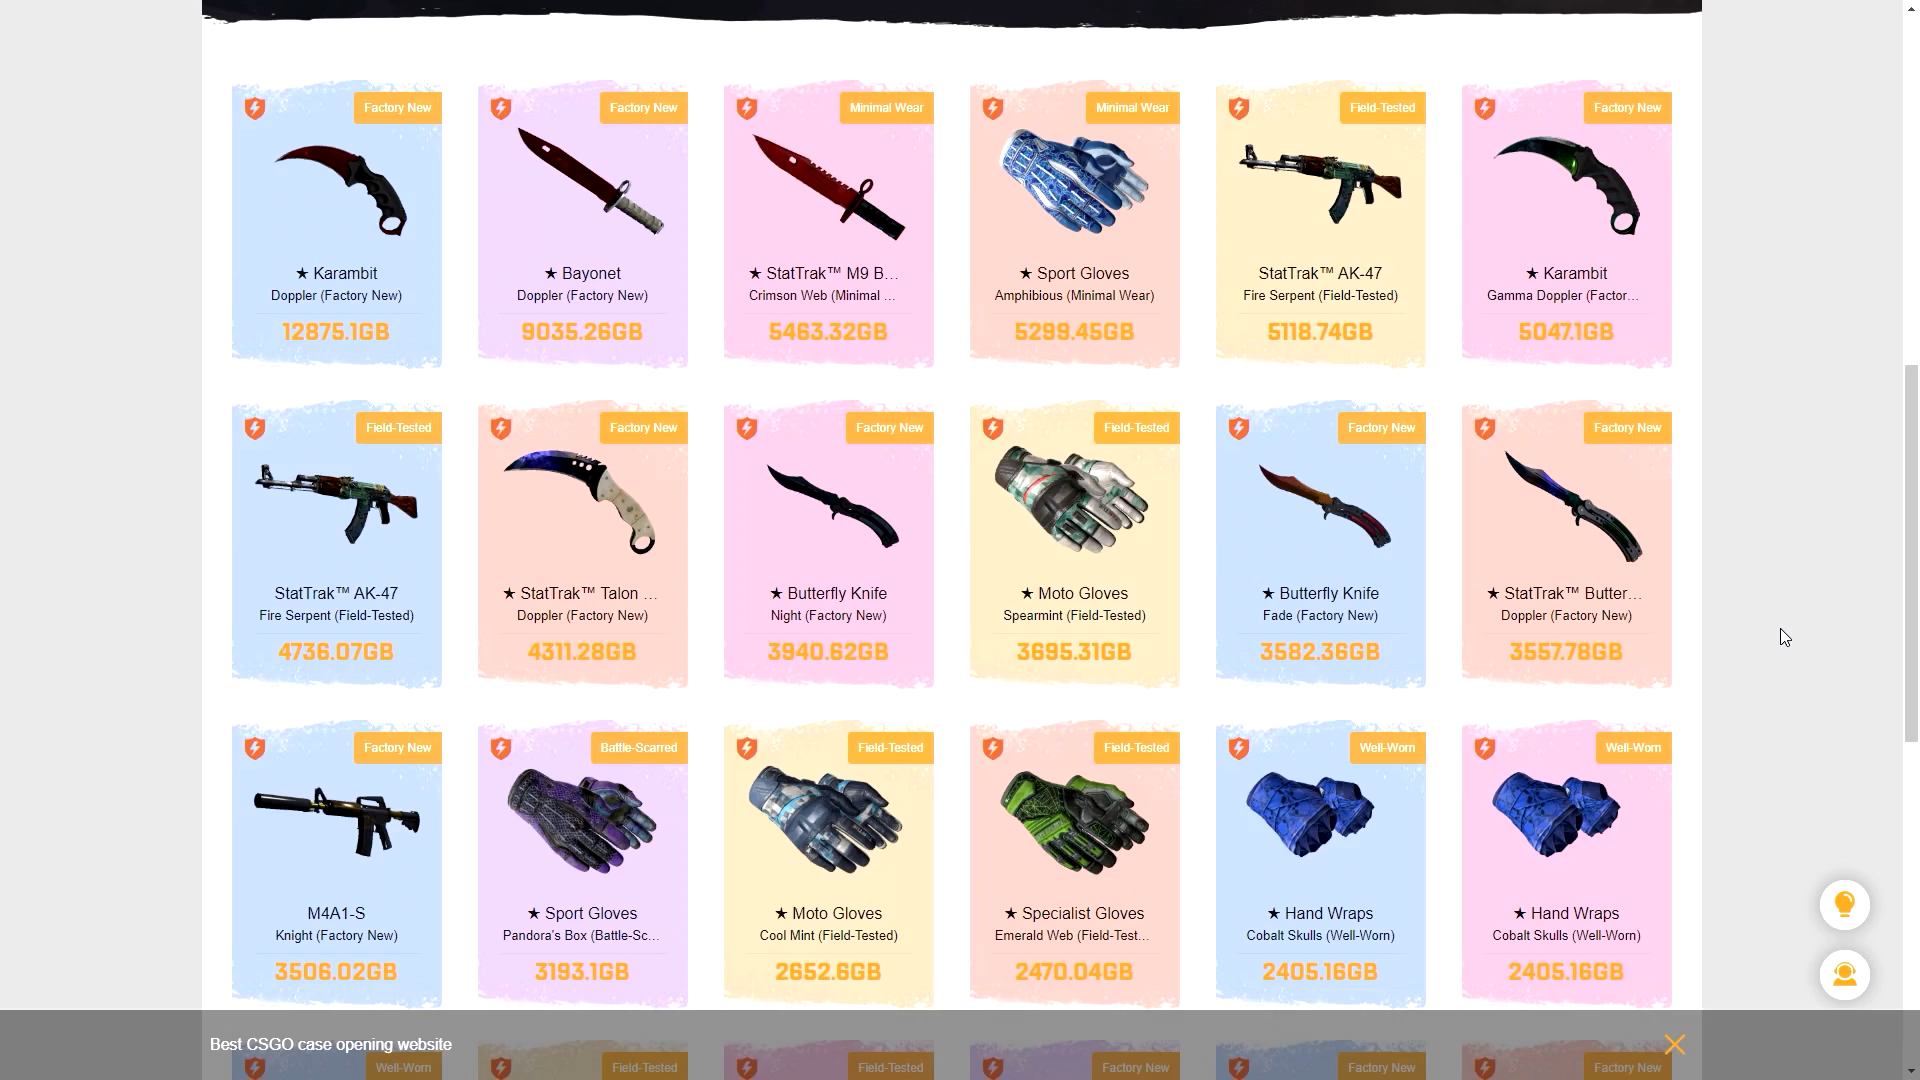 Factory New
★ Karambit
Doppler (Factory New)
12875.1GB
Factory New
★ Bayonet
Doppler (Factory New)
9035.26GB
Minimal Wear
★ StatTrak™ M9 B...
Crimson Web (Minimal ...
5463.32GB
Minimal Wear
★ Sport Gloves
Amphibious (Minimal Wear)
5299.45GB
Field-Tested
StatTrak™ AK-47
Fire Serpent (Field-Tested)
5118.74GB
Factory New
★ Karambit
Gamma Doppler (Factor...
5047.1GB
Field-Tested
StatTrak™ AK-47
Fire Serpent (Field-Tested)
4736.07GB
Factory New
★ StatTrak™ Talon ...
Doppler (Factory New)
4311.28GB
Factory New
★ Butterfly Knife
Night (Factory New)
3940.62GB
Field-Tested
★ Moto Gloves
Spearmint (Field-Tested)
3695.31GB
Factory New
★ Butterfly Knife
Fade (Factory New)
3582.36GB
Factory New
★ StatTrak™ Butter...
Doppler (Factory New)
3557.78GB
Factory New
M4A1-S
Knight (Factory New)
3506.02GB
Battle-Scarred
★ Sport Gloves
Pandora's Box (Battle-Sc...
3193.1GB
Field-Tested
★ Moto Gloves
Cool Mint (Field-Tested)
2652.6GB
Field-Tested
★ Specialist Gloves
Emerald Web (Field-Test...
2470.04GB
Well-Worn
★ Hand Wraps
Cobalt Skulls (Well-Worn)
2405.16GB
Well-Worn
★ Hand Wraps
Cobalt Skulls (Well-Worn)
2405.16GB
Best CSGO case opening website
Well-Worn
Field-Tested
Field-Tested
Factory New
Factory New
Factory New